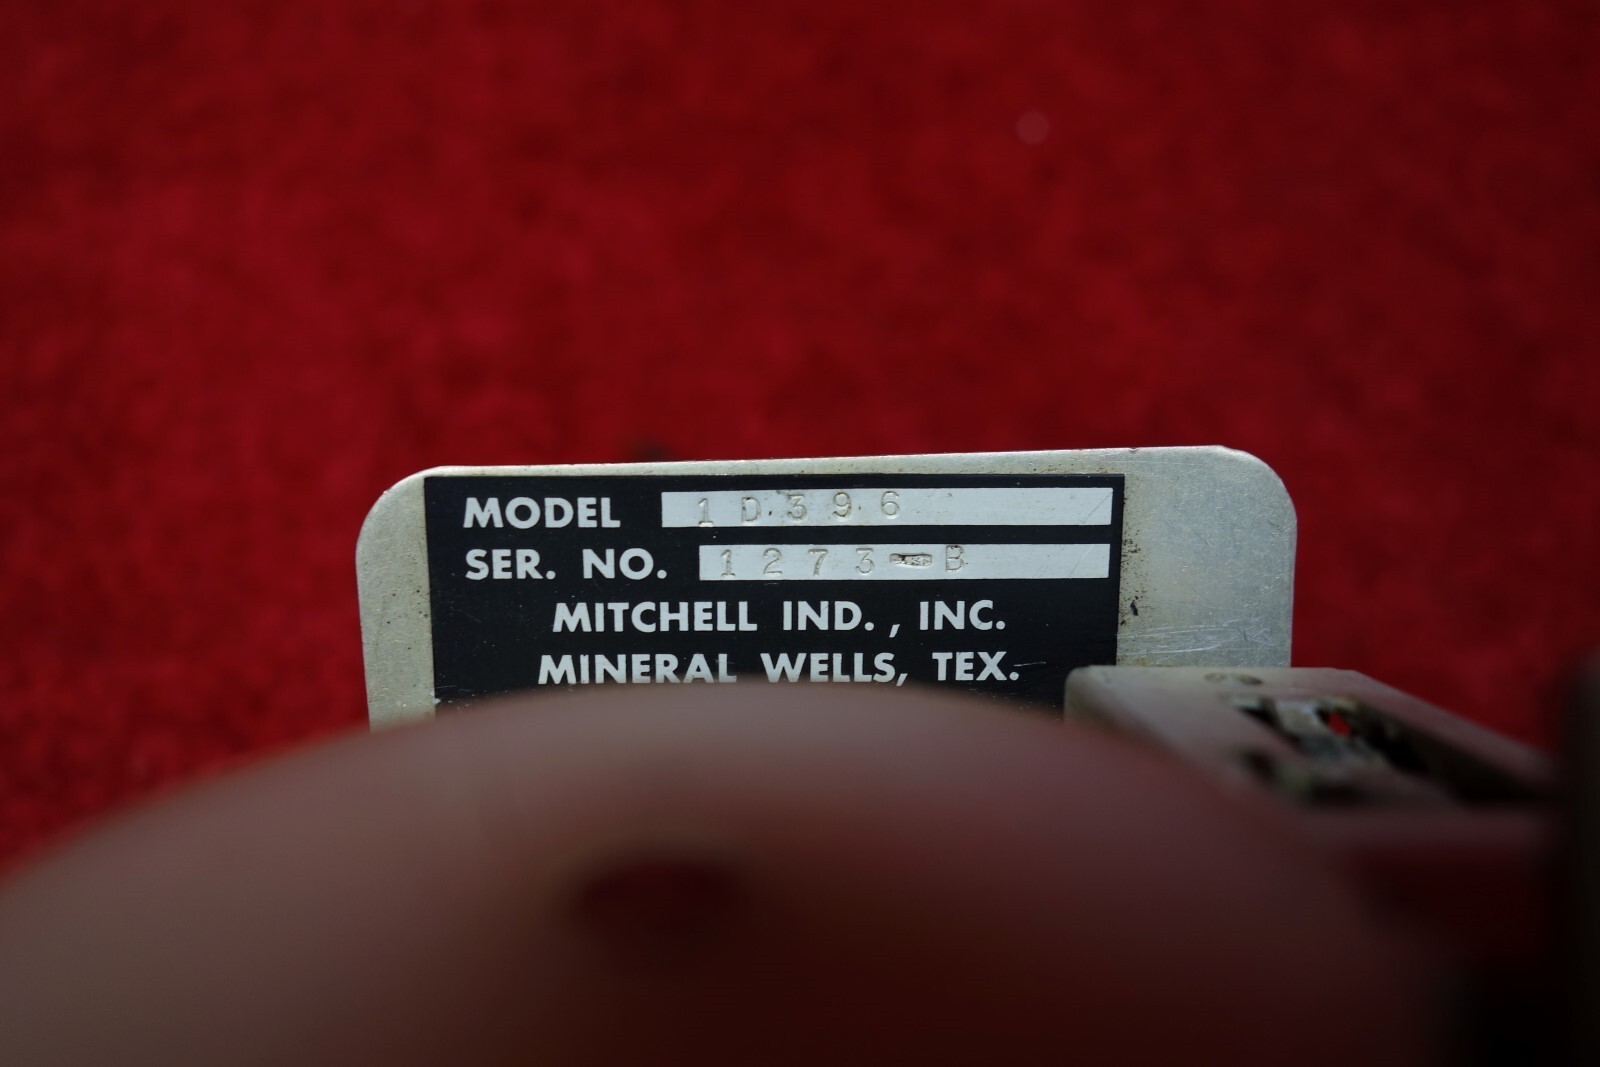 MODEL 1D396
SER. NO. 1273-B
MITCHELL IND., INC.
MINERAL WELLS, TEX.